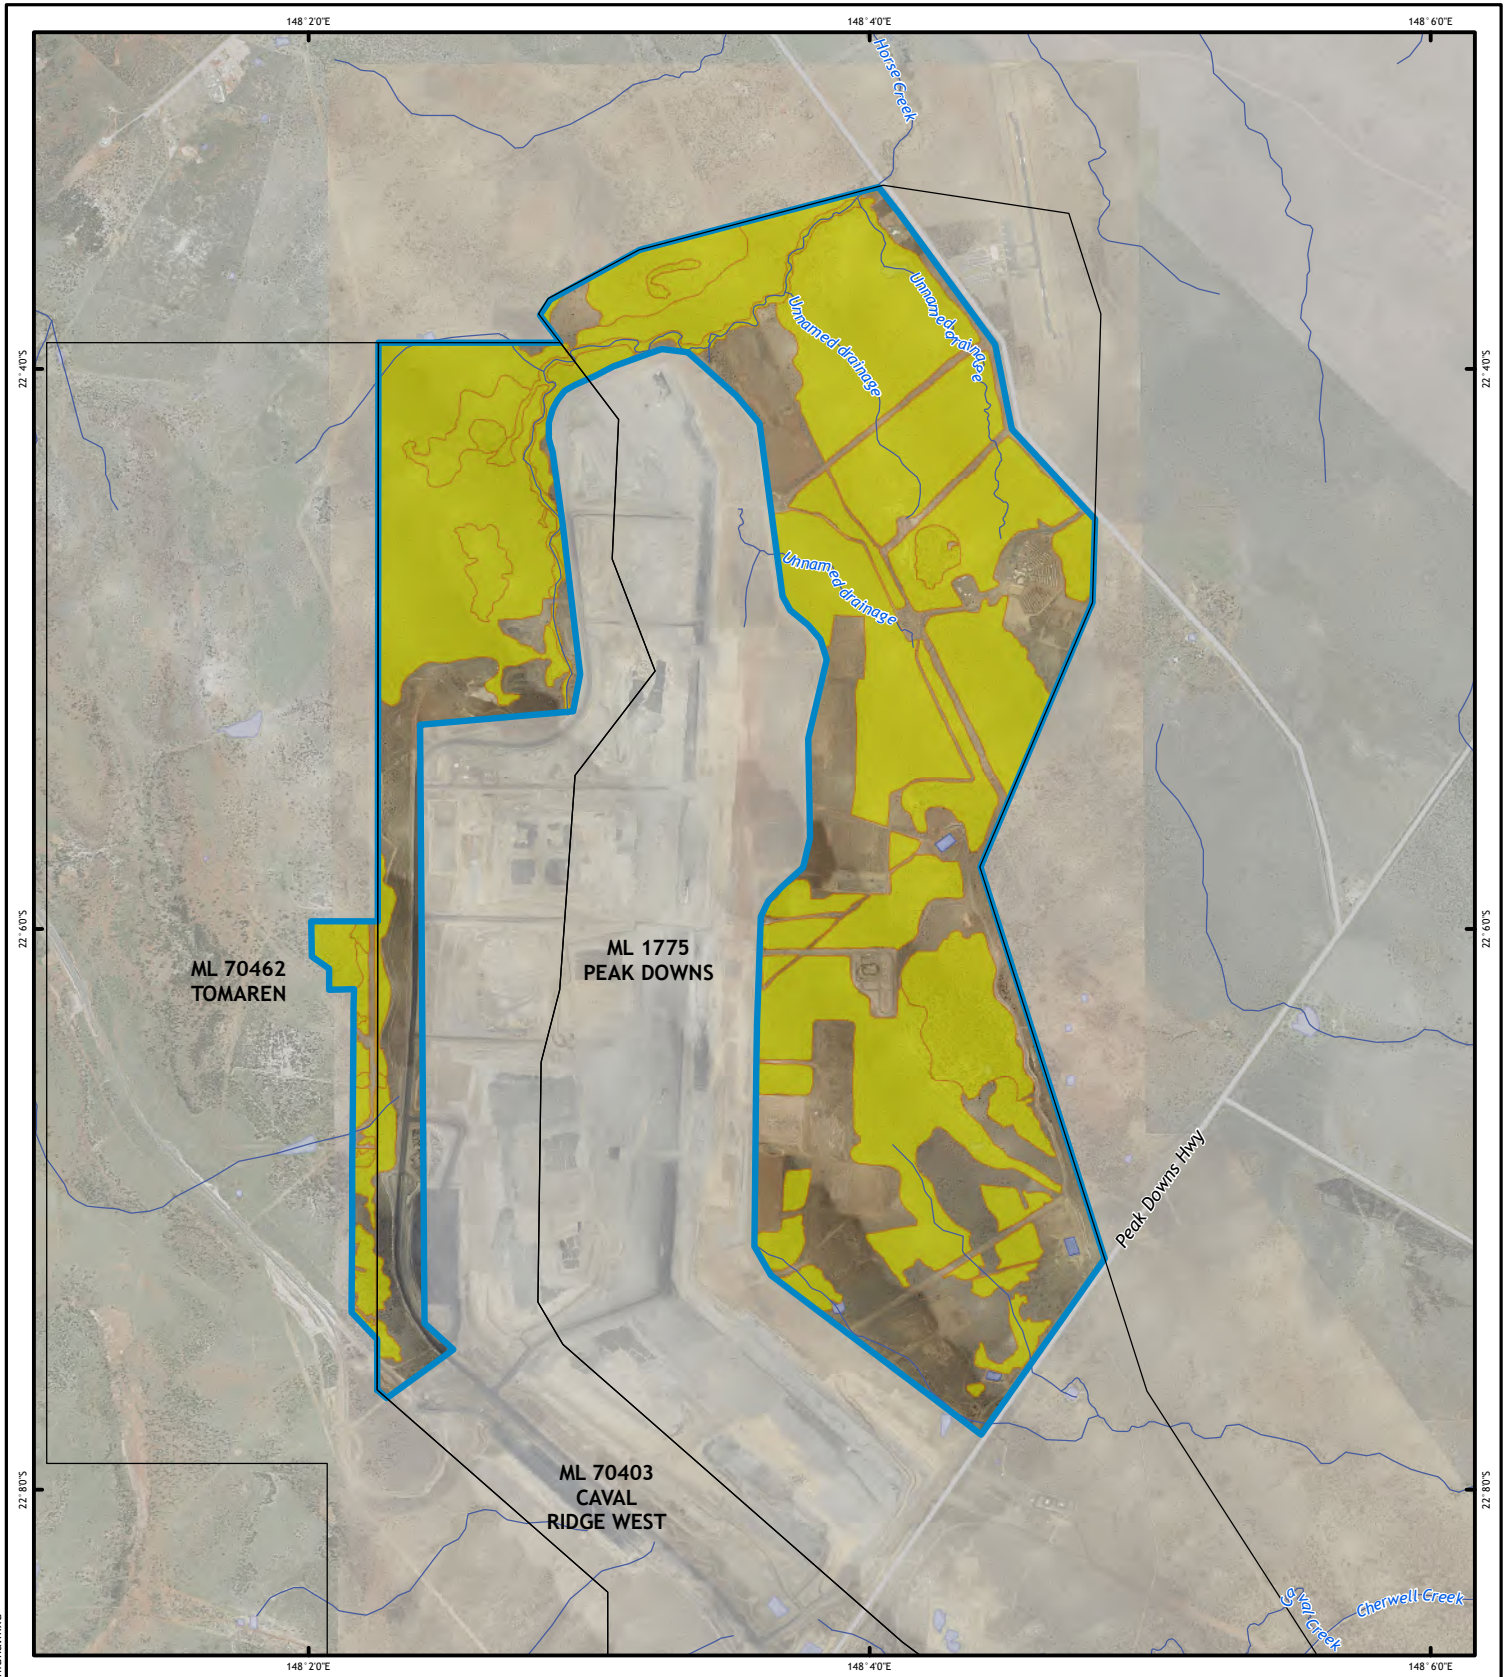 148°2'0"E
148°4'0"E
148°6'0"E
Horse Creek
Unnamed drainage
Unnamed drainage
22°4'0"S
22°4'0"S
Unnamed drainage
22°6'0"S
22°6'0"S
ML 1775
PEAK DOWNS
ML 70462
TOMAREN
Peak Downs Hwy
ML 70403
CAVAL
RIDGE WEST
22°8'0"S
22°8'0"S
Caval Creek
Cherwell Creek
148°2'0"E
148°4'0"E
148°6'0"E